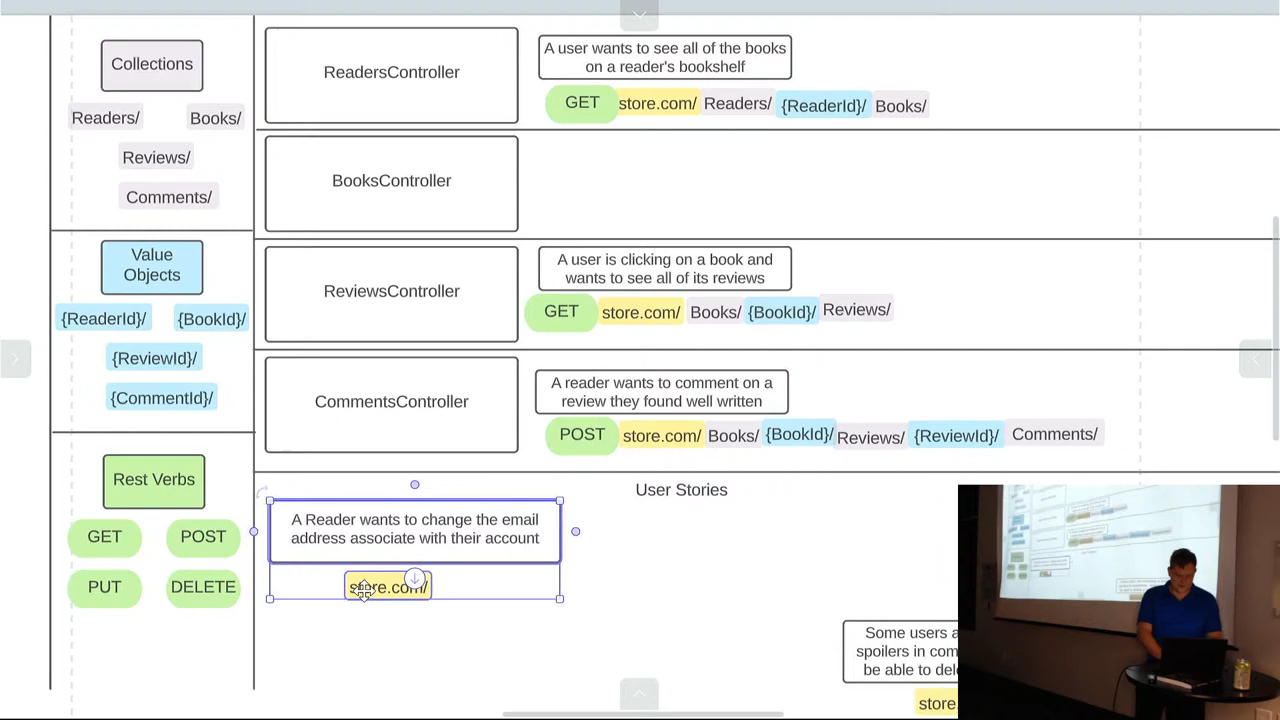 Collections
Readers/
Books/
Reviews/
Comments/
Value
Objects
{ReaderId}/
{BookId}/
{ReviewId}/
{CommentId}/
Rest Verbs
GET
POST
PUT
DELETE
ReadersController
A user wants to see all of the books
on a reader's bookshelf
GET store.com/ Readers/ {ReaderId}/ Books/
BooksController
ReviewsController
A user is clicking on a book and
wants to see all of its reviews
GET store.com/ Books/ {BookId}/ Reviews/
CommentsController
A reader wants to comment on a
review they found well written
POST store.com/ Books/ {BookId}/ Reviews/ {ReviewId}/ Comments/
User Stories
A Reader wants to change the email
address associate with their account
store.com/
Some users
spoilers in com
be able to del
store.